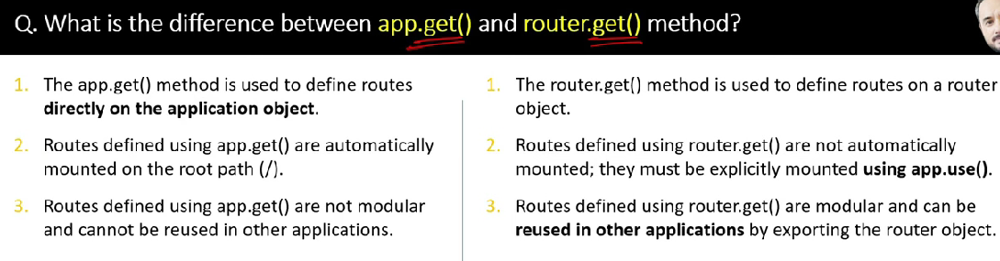 Q. What is the difference between app.get() and router.get() method?
1. The app.get() method is used to define routes
directly on the application object.
2. Routes defined using app.get() are automatically
mounted on the root path (/).
3. Routes defined using app.get() are not modular
and cannot be reused in other applications.
1. The router.get() method is used to define routes on a router
object.
2. Routes defined using router.get() are not automatically
mounted; they must be explicitly mounted using app.use().
3. Routes defined using router.get() are modular and can be
reused in other applications by exporting the router object.